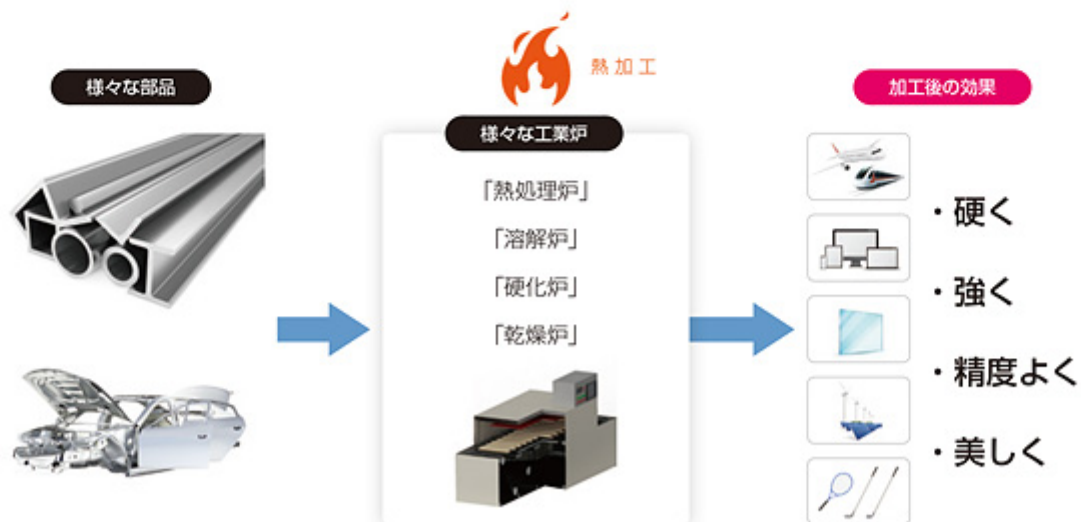 熱加工
様々な部品
様々な工業炉
加工後の効果
「熱処理炉」
「溶解炉」
「硬化炉」
「乾燥炉」
・硬く
・強く
・精度よく
・美しく